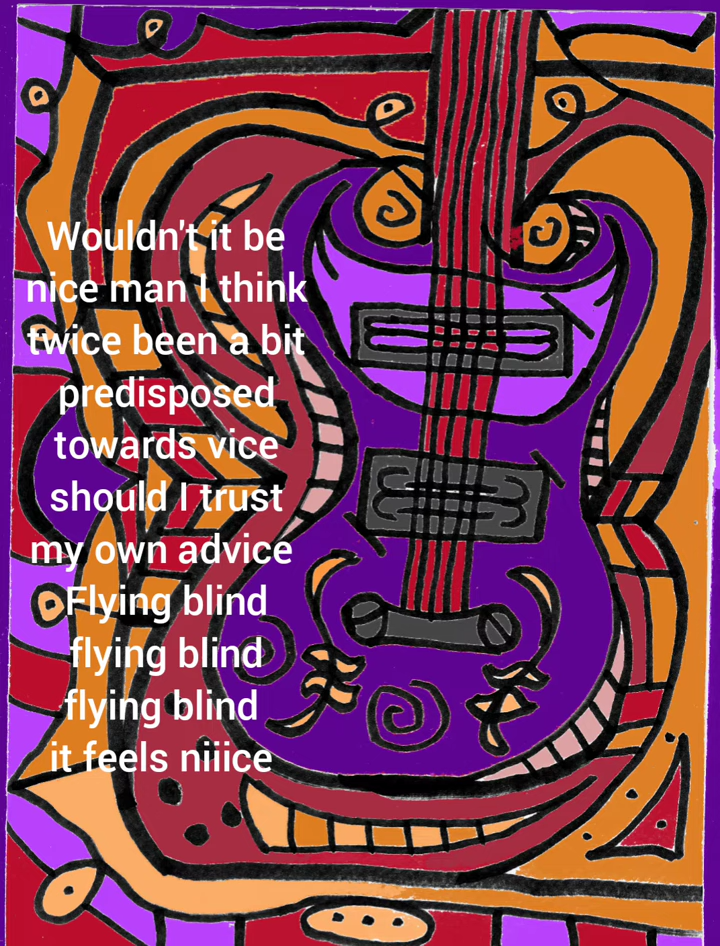 Wouldn't it be
nice man I think
twice been a bit
predisposed
towards vice
should I trust
my own advice
Flying blind
flying blind
flying blind
it feels niiice